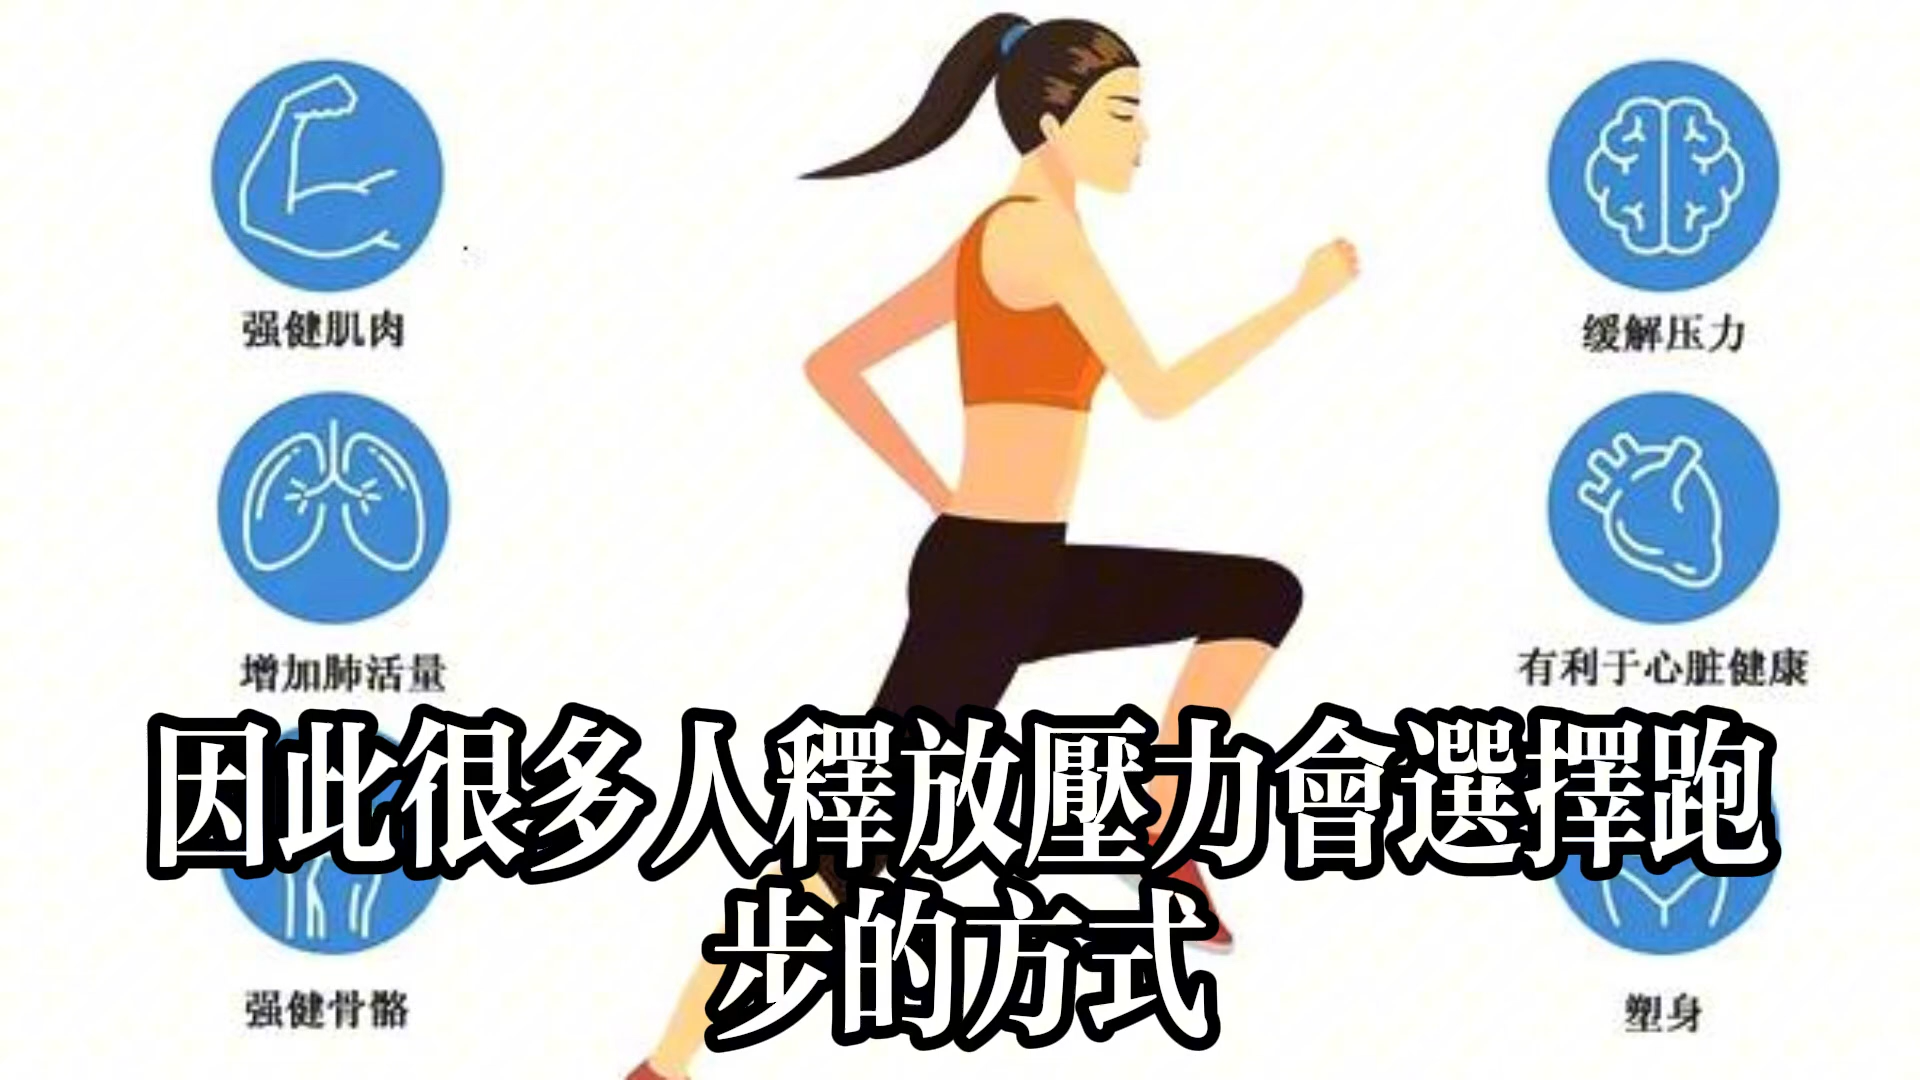 强健肌肉
缓解压力
增加肺活量
有利于心脏健康
因此很多人釋放壓力會選擇跑
步的方式
强健骨骼
塑身